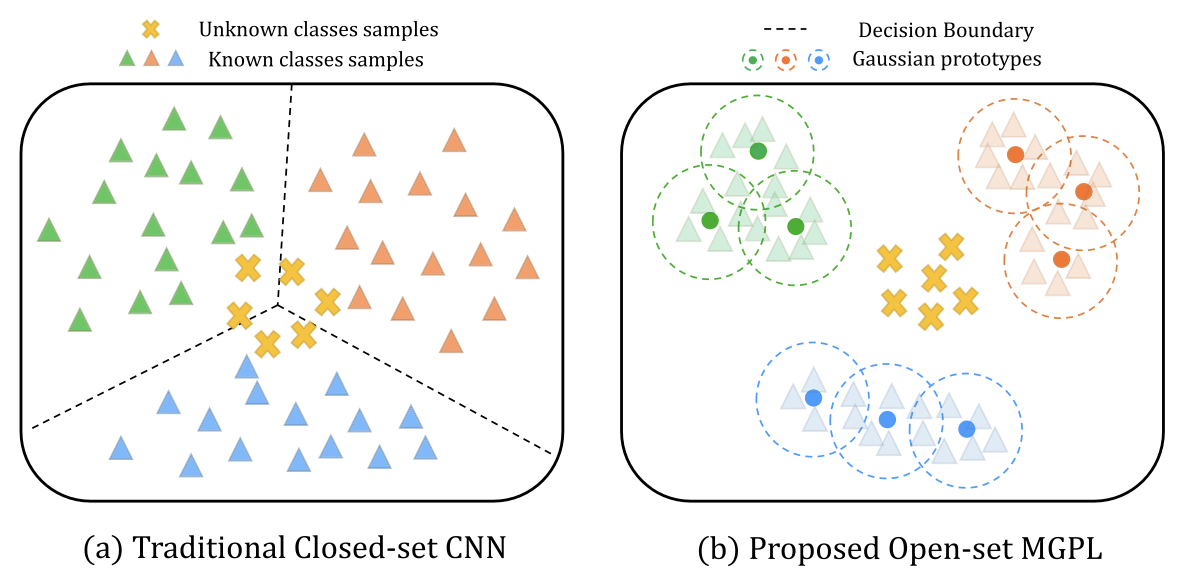 Unknown classes samples
Known classes samples
Decision Boundary
Gaussian prototypes
(a) Traditional Closed-set CNN
(b) Proposed Open-set MGPL